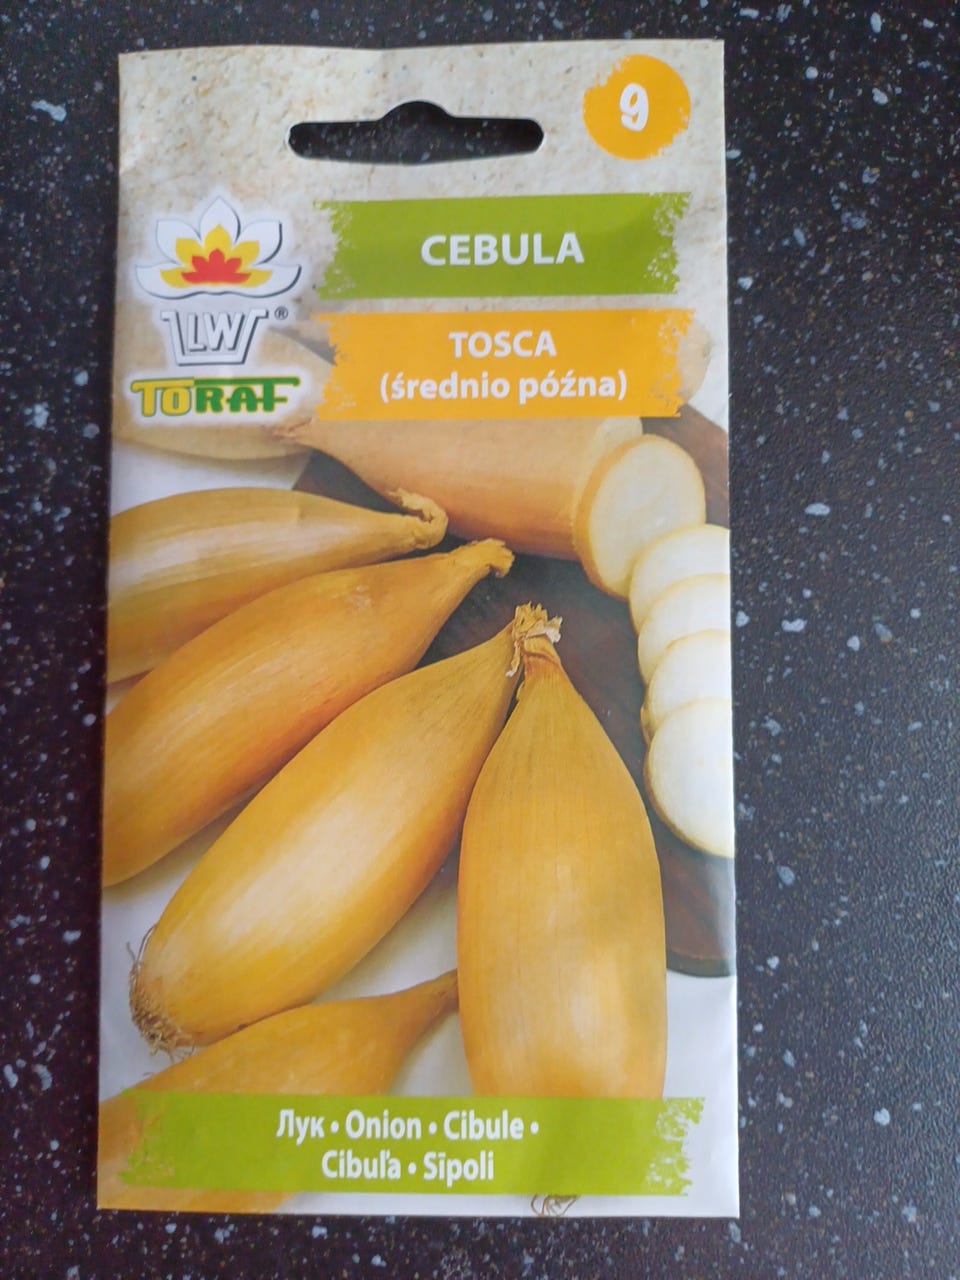 9
CEBULA
TOSCA
(średnio późna)
LW®
TORAF
Лук • Onion • Cibule •
Cibuľa • Sīpoli